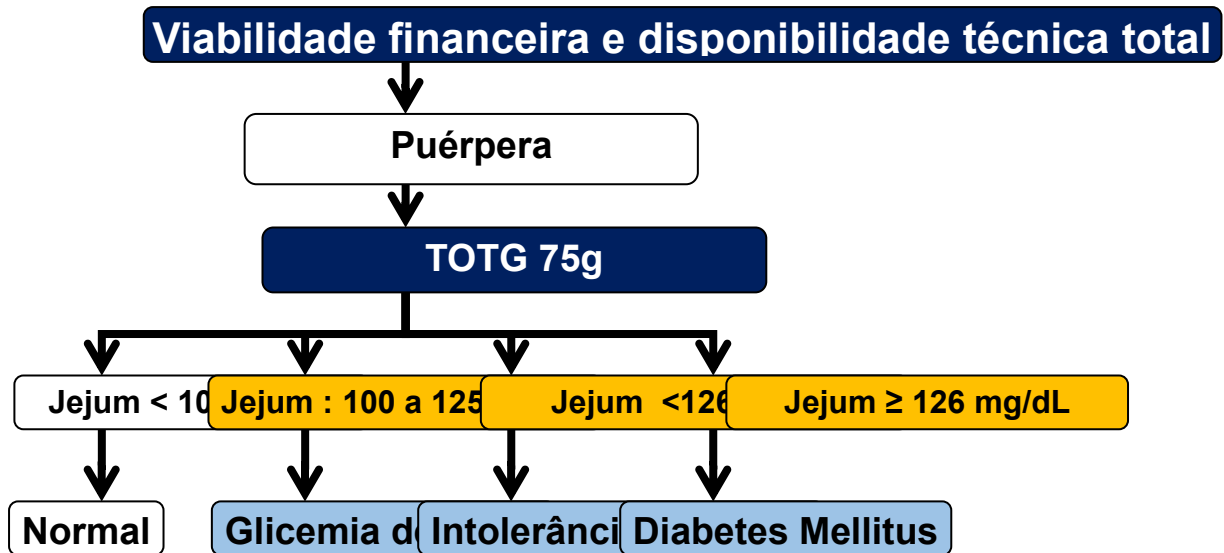 Viabilidade financeira e disponibilidade técnica total
Puérpera
TOTG 75g
Jejum < 10
Jejum : 100 a 125
Jejum <126
Jejum ≥ 126 mg/dL
Normal
Glicemia
Diabetes Mellitus